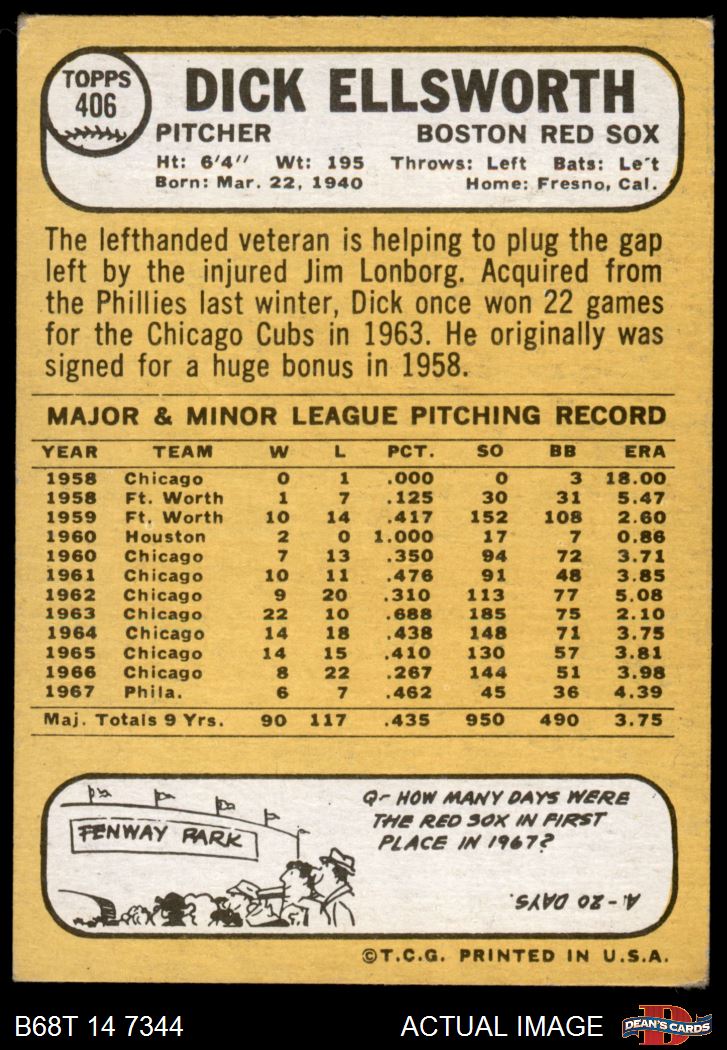 TOPPS
406
DICK ELLSWORTH
PITCHER BOSTON RED SOX
Ht: 6'4" Wt: 195 Throws: Left Bats: Le't
Born: Mar. 22, 1940 Home: Fresno, Cal.
The lefthanded veteran is helping to plug the gap
left by the injured Jim Lonborg. Acquired from
the Phillies last winter, Dick once won 22 games
for the Chicago Cubs in 1963. He originally was
signed for a huge bonus in 1958.
MAJOR & MINOR LEAGUE PITCHING RECORD
YEAR TEAM W L PCT. SO BB ERA
1958 Chicago 0 1 .000 0 3 18.00
1958 Ft. Worth 1 7 .125 30 31 5.47
1959 Ft. Worth 10 14 .417 152 108 2.60
1960 Houston 2 0 1.000 17 7 0.86
1960 Chicago 7 13 .350 94 72 3.71
1961 Chicago 10 11 .476 91 48 3.85
1962 Chicago 9 20 .310 113 77 5.08
1963 Chicago 22 10 .688 185 75 2.10
1964 Chicago 14 18 .438 148 71 3.75
1965 Chicago 14 15 .410 130 57 3.81
1966 Chicago 8 22 .267 144 51 3.98
1967 Phila. 6 7 .462 45 36 4.39
Maj. Totals 9 Yrs. 90 117 .435 950 490 3.75
FENWAY PARK
Q- HOW MANY DAYS WERE
THE RED SOX IN FIRST
PLACE IN 1967?
A- 20 DAYS.
©T.C.G. PRINTED IN U.S.A.
B68T 14 7344 ACTUAL IMAGE
D
DEAN'S CARDS